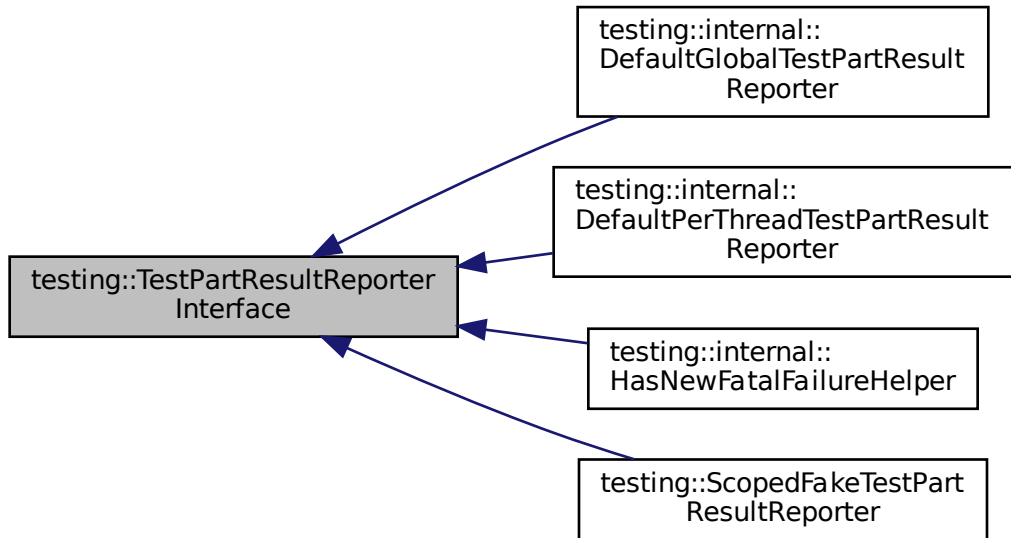 testing::internal::
DefaultGlobalTestPartResult
Reporter
testing::internal::
DefaultPerThreadTestPartResult
Reporter
testing::TestPartResultReporter
Interface
testing::internal::
HasNewFatalFailureHelper
testing::ScopedFakeTestPart
ResultReporter